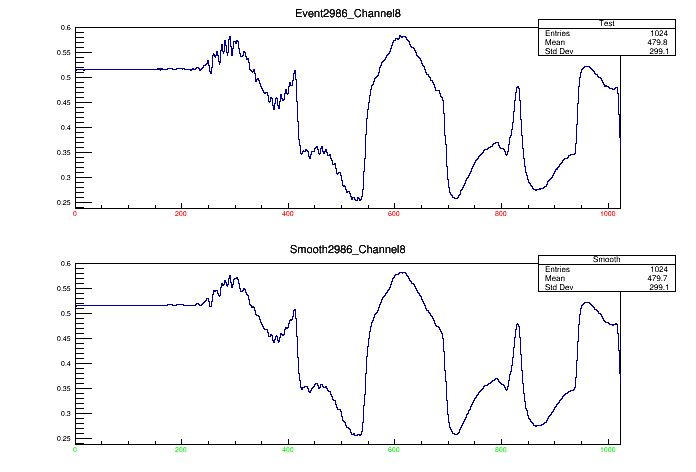 Event2986_Channel8
Test
Entries 1024
Mean 479.8
Std Dev 299.1
0.6
0.55
0.5
0.45
0.4
0.35
0.3
0.25
0 200 400 600 800 1000
Smooth2986_Channel8
Smooth
Entries 1024
Mean 479.7
Std Dev 299.1
0.6
0.55
0.5
0.45
0.4
0.35
0.3
0.25
0 200 400 600 800 1000